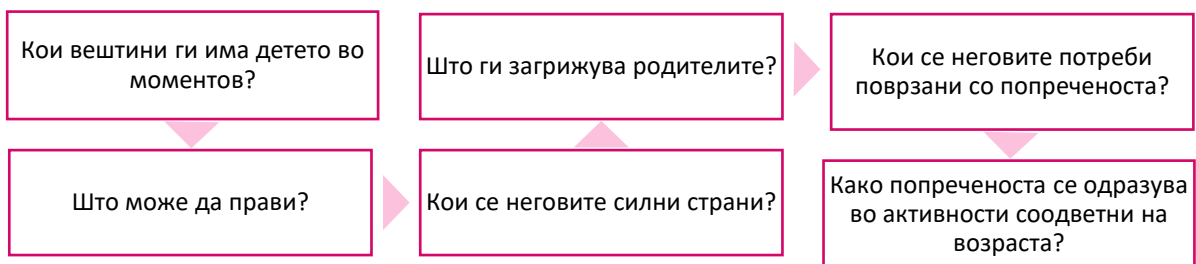 Кои вештини ги има детето во
моментов?
Што може да прави?
Кои се неговите силни страни?
Што ги загрижува родителите?
Кои се неговите потреби
поврзани со попреченоста?
Како попреченоста се одразува
во активности соодветни на
возраста?